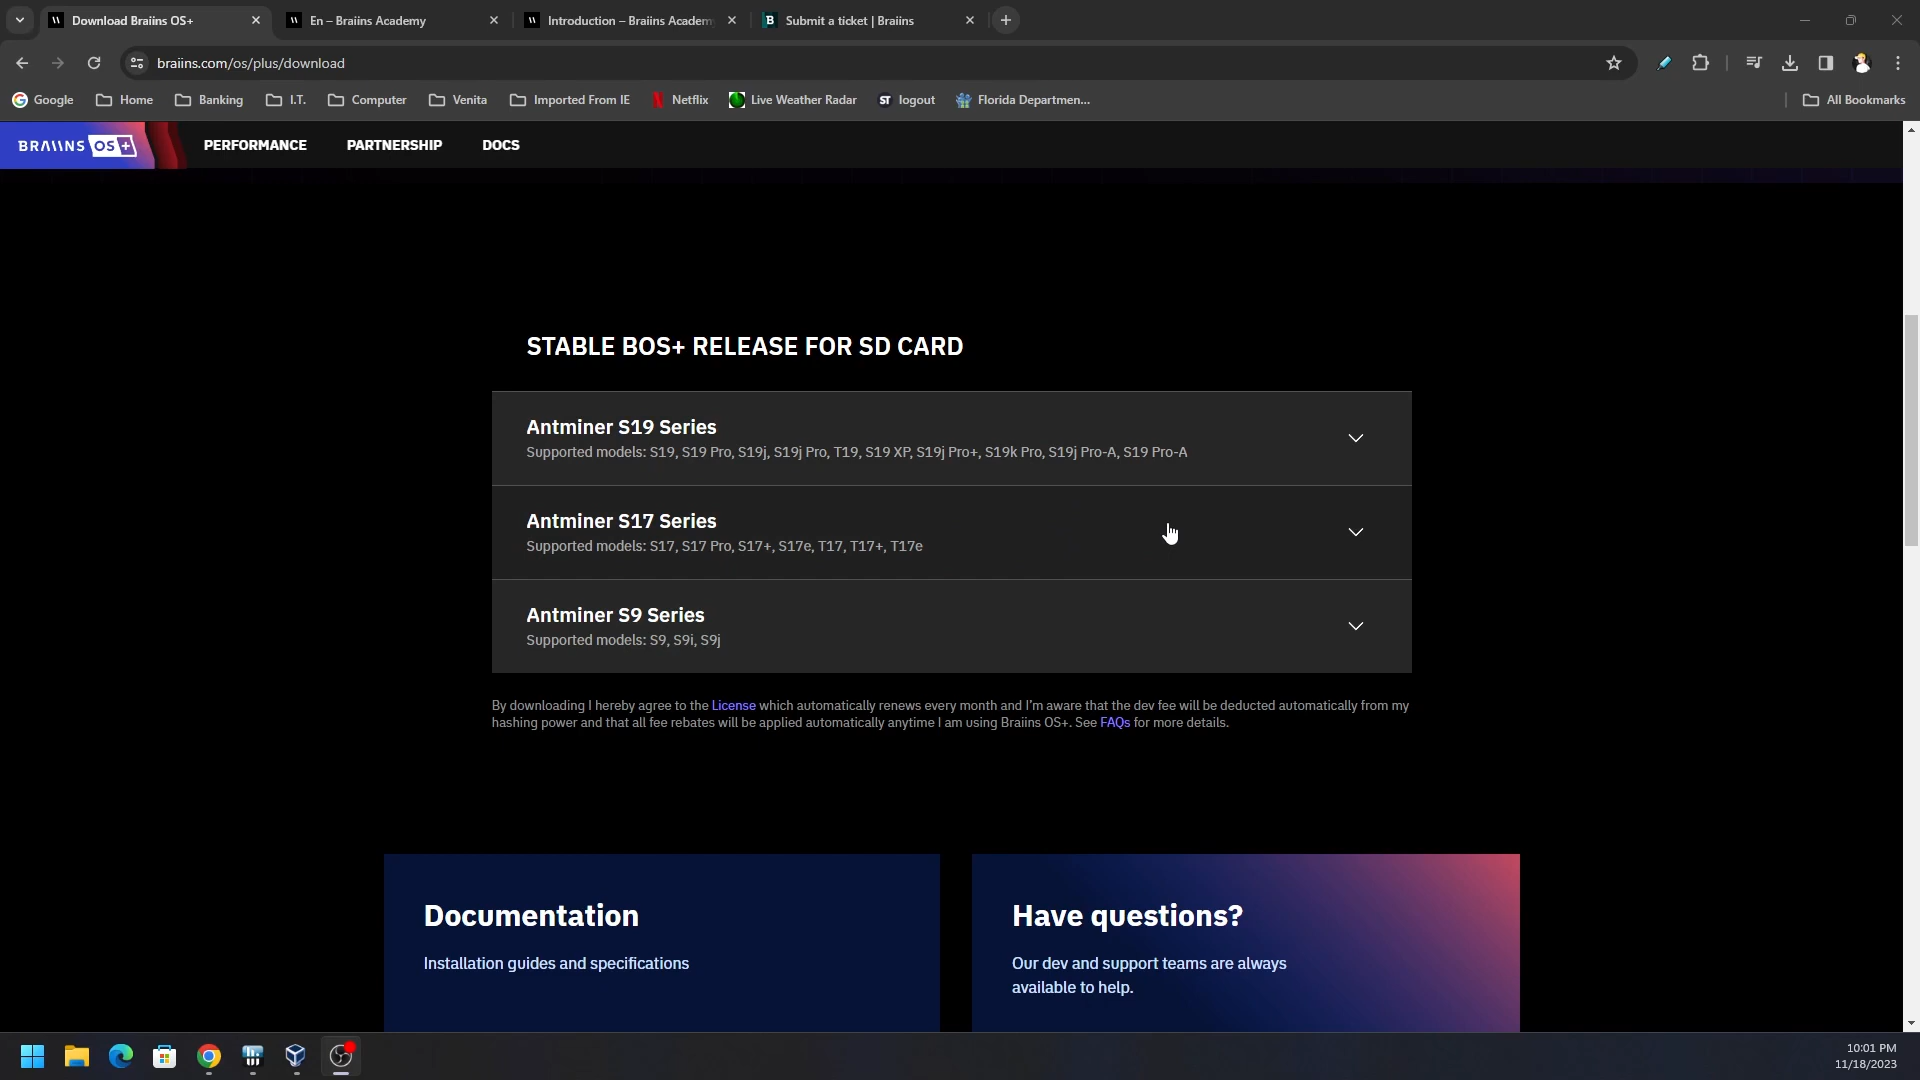 Download Braiins OS+
En – Braiins Academy
Introduction – Braiins Academ
Submit a ticket | Braiins
braiins.com/os/plus/download
Google
Home
Banking
I.T.
Computer
Venita
Imported From IE
Netflix
Live Weather Radar
ST logout
Florida Departmen...
All Bookmarks
BRAIINS OS+
PERFORMANCE
PARTNERSHIP
DOCS
STABLE BOS+ RELEASE FOR SD CARD
Antminer S19 Series
Supported models: S19, S19 Pro, S19j, S19j Pro, T19, S19 XP, S19j Pro+, S19k Pro, S19j Pro-A, S19 Pro-A
Antminer S17 Series
Supported models: S17, S17 Pro, S17+, S17e, T17, T17+, T17e
Antminer S9 Series
Supported models: S9, S9i, S9j
By downloading I hereby agree to the License which automatically renews every month and I'm aware that the dev fee will be deducted automatically from my
hashing power and that all fee rebates will be applied automatically anytime I am using Braiins OS+. See FAQs for more details.
Documentation
Installation guides and specifications
Have questions?
Our dev and support teams are always
available to help.
10:01 PM
11/18/2023